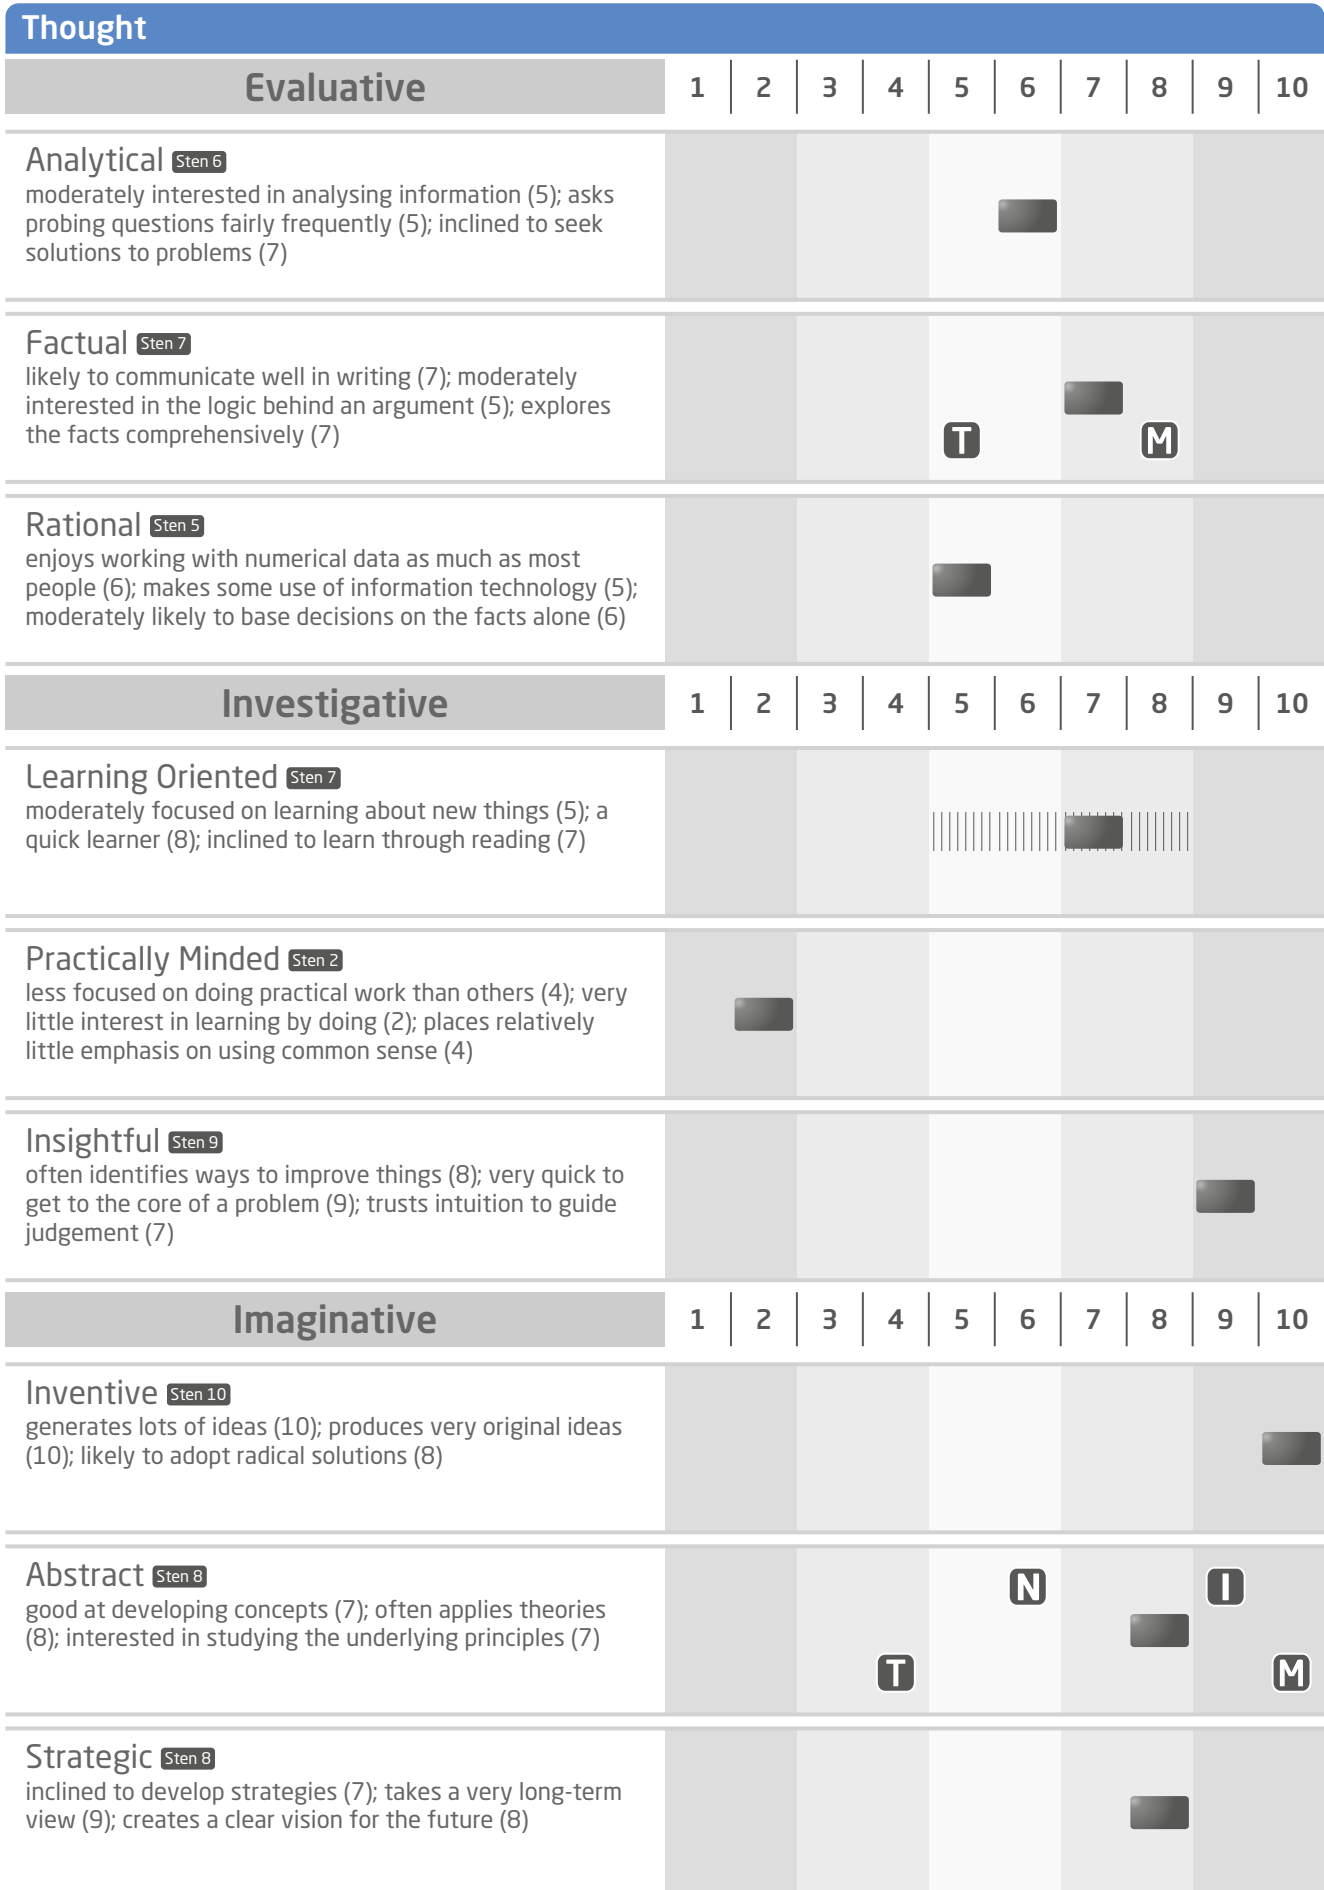 Thought
Evaluative 1 2 3 4 5 6 7 8 9 10
Analytical Sten 6
moderately interested in analysing information (5); asks
probing questions fairly frequently (5); inclined to seek
solutions to problems (7)
Factual Sten 7
likely to communicate well in writing (7); moderately
interested in the logic behind an argument (5); explores
the facts comprehensively (7)
T M
Rational Sten 5
enjoys working with numerical data as much as most
people (6); makes some use of information technology (5);
moderately likely to base decisions on the facts alone (6)
Investigative 1 2 3 4 5 6 7 8 9 10
Learning Oriented Sten 7
moderately focused on learning about new things (5); a
quick learner (8); inclined to learn through reading (7)
Practically Minded Sten 2
less focused on doing practical work than others (4); very
little interest in learning by doing (2); places relatively
little emphasis on using common sense (4)
Insightful Sten 9
often identifies ways to improve things (8); very quick to
get to the core of a problem (9); trusts intuition to guide
judgement (7)
Imaginative 1 2 3 4 5 6 7 8 9 10
Inventive Sten 10
generates lots of ideas (10); produces very original ideas
(10); likely to adopt radical solutions (8)
Abstract Sten 8
good at developing concepts (7); often applies theories
(8); interested in studying the underlying principles (7)
N I
T M
Strategic Sten 8
inclined to develop strategies (7); takes a very long-term
view (9); creates a clear vision for the future (8)